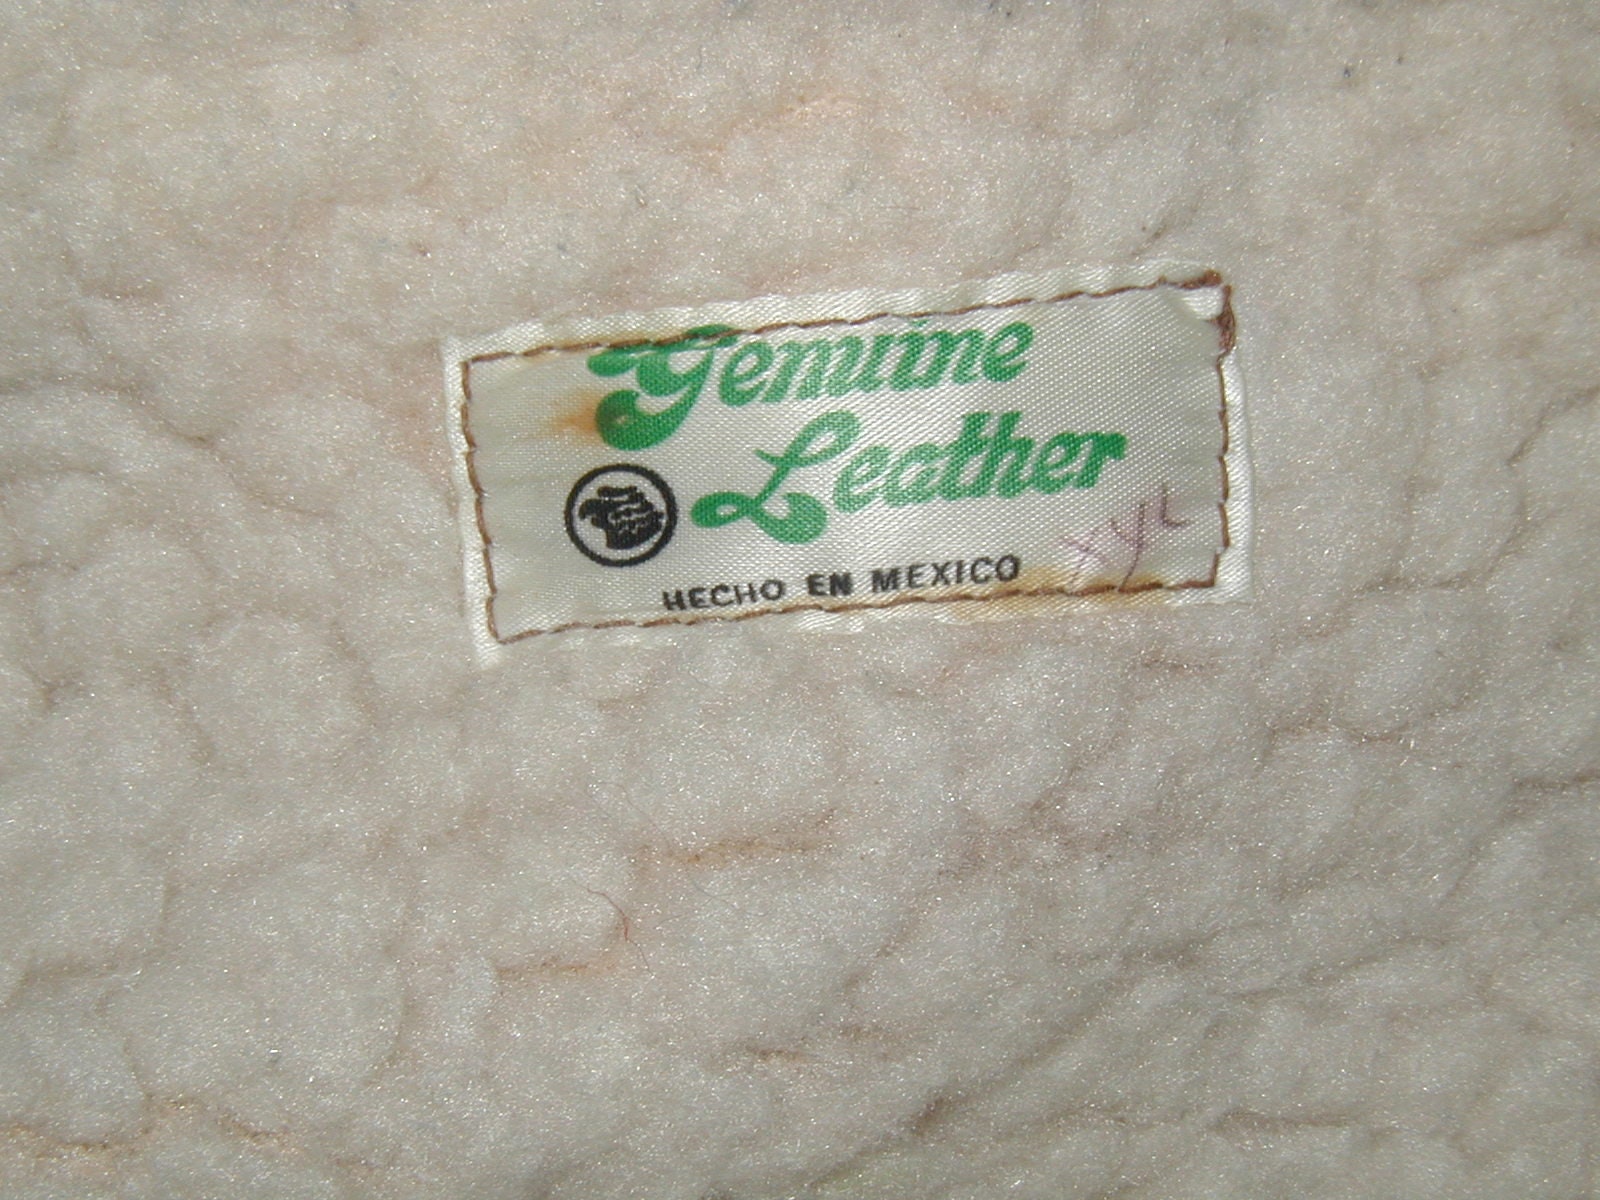 Genuine
Leather
HECHO EN MEXICO